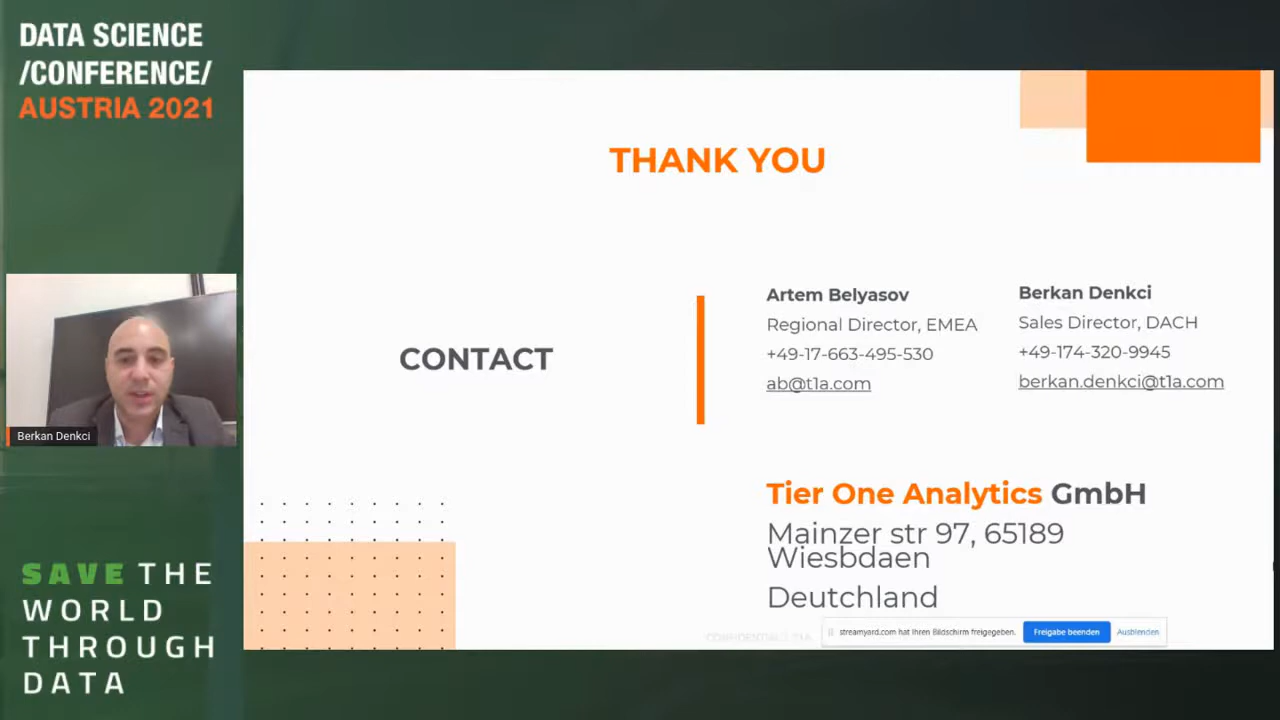 DATA SCIENCE
/CONFERENCE/
AUSTRIA 2021
THANK YOU
CONTACT
Artem Belyasov
Regional Director, EMEA
+49-17-663-495-530
ab@t1a.com
Berkan Denkci
Sales Director, DACH
+49-174-320-9945
berkan.denkci@t1a.com
Berkan Denkci
Tier One Analytics GmbH
Mainzer str 97, 65189
Wiesbdaen
Deutchland
CONFIDENTIAL
streamyard.com hat Ihren Bildschirm freigegeben.
Freigabe beenden
Ausblenden
SAVE THE
WORLD
THROUGH
DATA